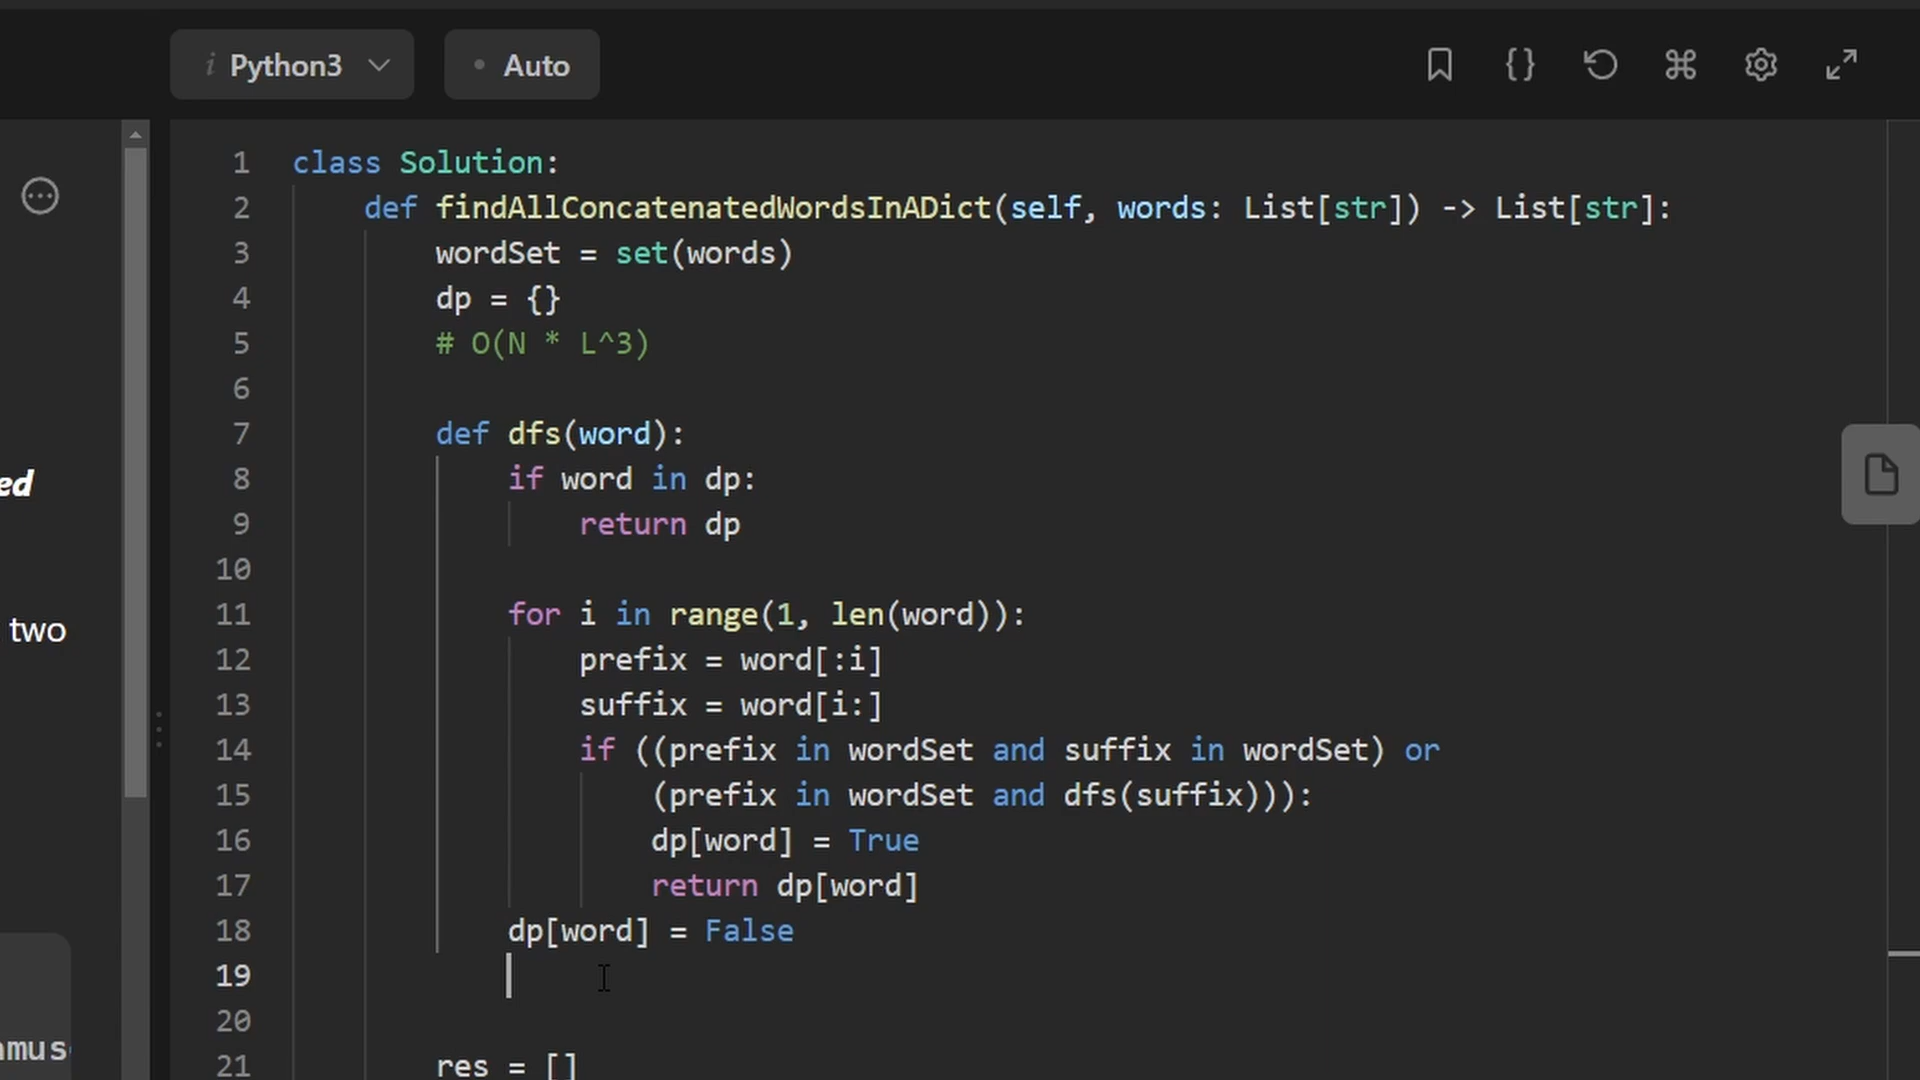 Python3 Auto
1 class Solution:
2 def findAllConcatenatedWordsInADict(self, words: List[str]) -> List[str]:
3 wordSet = set(words)
4 dp = {}
5 # O(N * L^3)
6
7 def dfs(word):
8 if word in dp:
9 return dp
10
11 for i in range(1, len(word)):
12 prefix = word[:i]
13 suffix = word[i:]
14 if ((prefix in wordSet and suffix in wordSet) or
15 (prefix in wordSet and dfs(suffix))):
16 dp[word] = True
17 return dp[word]
18 dp[word] = False
19
20
21 res = []
ed
two